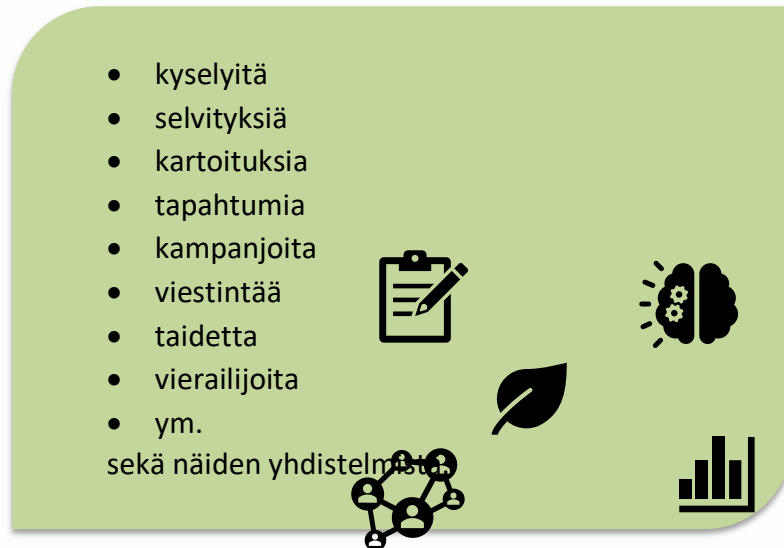 • kyselyitä
• selvityksiä
• kartoituksia
• tapahtumia
• kampanjoita
• viestintää
• taidetta
• vierailijoita
• ym.
sekä näiden yhdistelmistä.